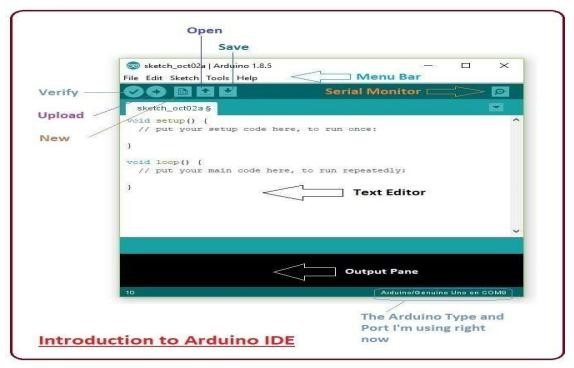 Open
Save
sketch_oct02a | Arduino 1.8.5
File Edit Sketch Tools Help
Menu Bar
Verify
Serial Monitor
Upload
sketch_oct02a §
New
void setup() {
// put your setup code here, to run once:
}
void loop() {
// put your main code here, to run repeatedly:
}
Text Editor
Output Pane
10
Arduino/Genuino Uno on COM9
The Arduino Type and
Port I'm using right
now
Introduction to Arduino IDE